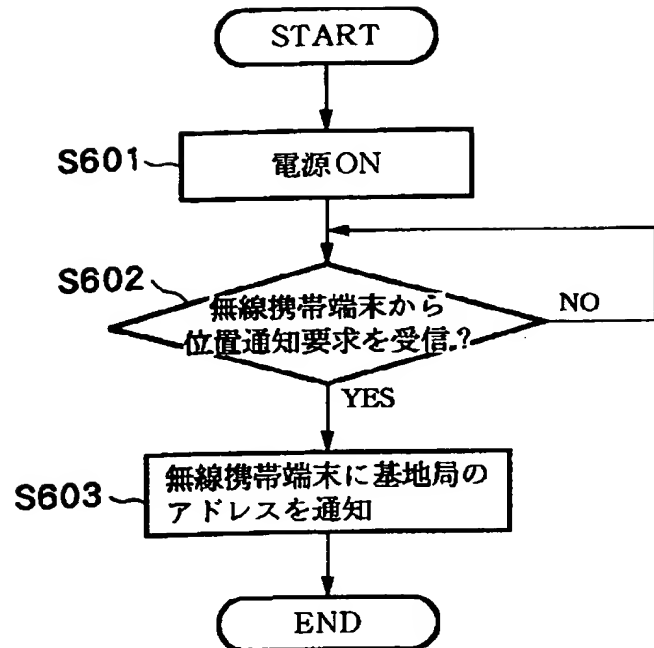 START
S601
電源ON
S602
無線携帯端末から
位置通知要求を受信?
NO
YES
S603
無線携帯端末に基地局の
アドレスを通知
END